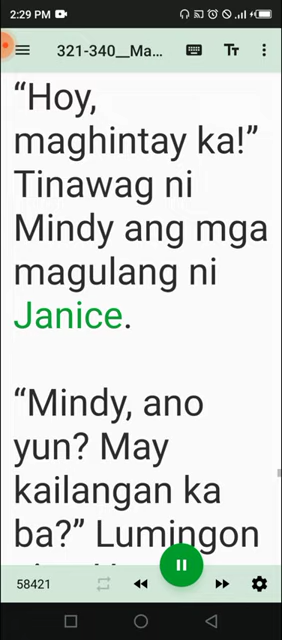 2:29 PM
321-340__Ma...
“Hoy,
maghintay ka!”
Tinawag ni
Mindy ang mga
magulang ni
Janice.
“Mindy, ano
yun? May
kailangan ka
ba?” Lumingon
58421